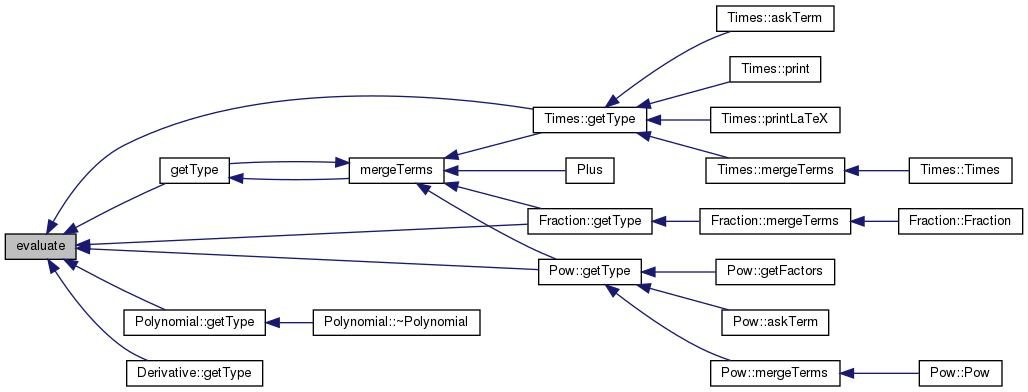 Times::askTerm
Times::print
Times::getType
Times::printLaTeX
getType
mergeTerms
Plus
Times::mergeTerms
Times::Times
Fraction::getType
Fraction::mergeTerms
Fraction::Fraction
evaluate
Pow::getType
Pow::getFactors
Polynomial::getType
Polynomial::~Polynomial
Pow::askTerm
Derivative::getType
Pow::mergeTerms
Pow::Pow